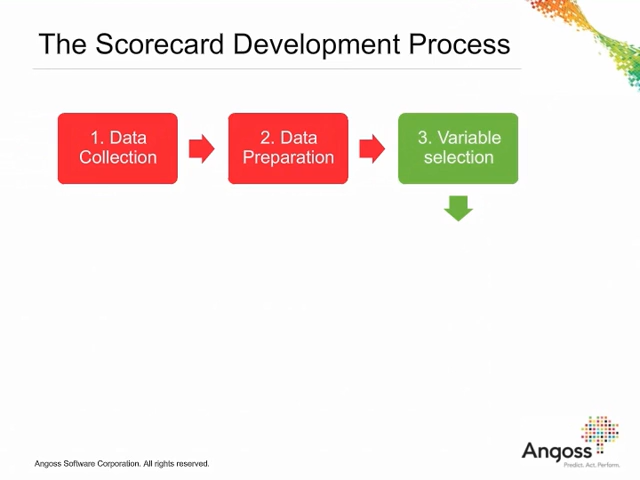 The Scorecard Development Process
1. Data
Collection
2. Data
Preparation
3. Variable
selection
Angoss
Predict. Act. Perform.
Angoss Software Corporation. All rights reserved.